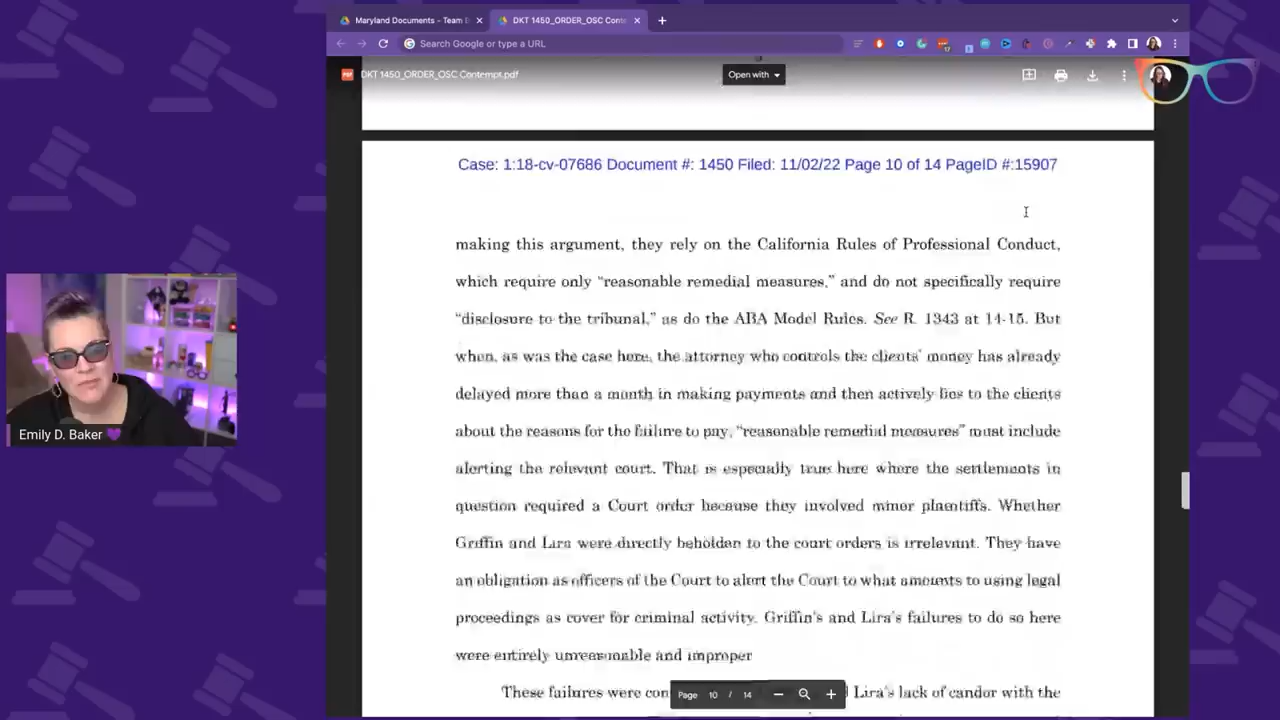 Maryland Documents - Team
DKT 1450_ORDER_OSC Conte
Search Google or type a URL
DKT 1450_ORDER_OSC Contempt.pdf
Open with
Case: 1:18-cv-07686 Document #: 1450 Filed: 11/02/22 Page 10 of 14 PageID #:15907
making this argument, they rely on the California Rules of Professional Conduct,
which require only “reasonable remedial measures,” and do not specifically require
“disclosure to the tribunal,” as do the ABA Model Rules. See R. 1343 at 14-15. But
when, as was the case here, the attorney who controls the clients’ money has already
delayed more than a month in making payments and then actively lies to the clients
about the reasons for the failure to pay, “reasonable remedial measures” must include
alerting the relevant court. That is especially true here where the settlements in
question required a Court order because they involved minor plaintiffs. Whether
Griffin and Lira were directly beholden to the court orders is irrelevant. They have
an obligation as officers of the Court to alert the Court to what amounts to using legal
proceedings as cover for criminal activity. Griffin’s and Lira’s failures to do so here
were entirely unreasonable and improper
These failures were con Lira’s lack of candor with the
Page 10 / 14
Emily D. Baker 💜